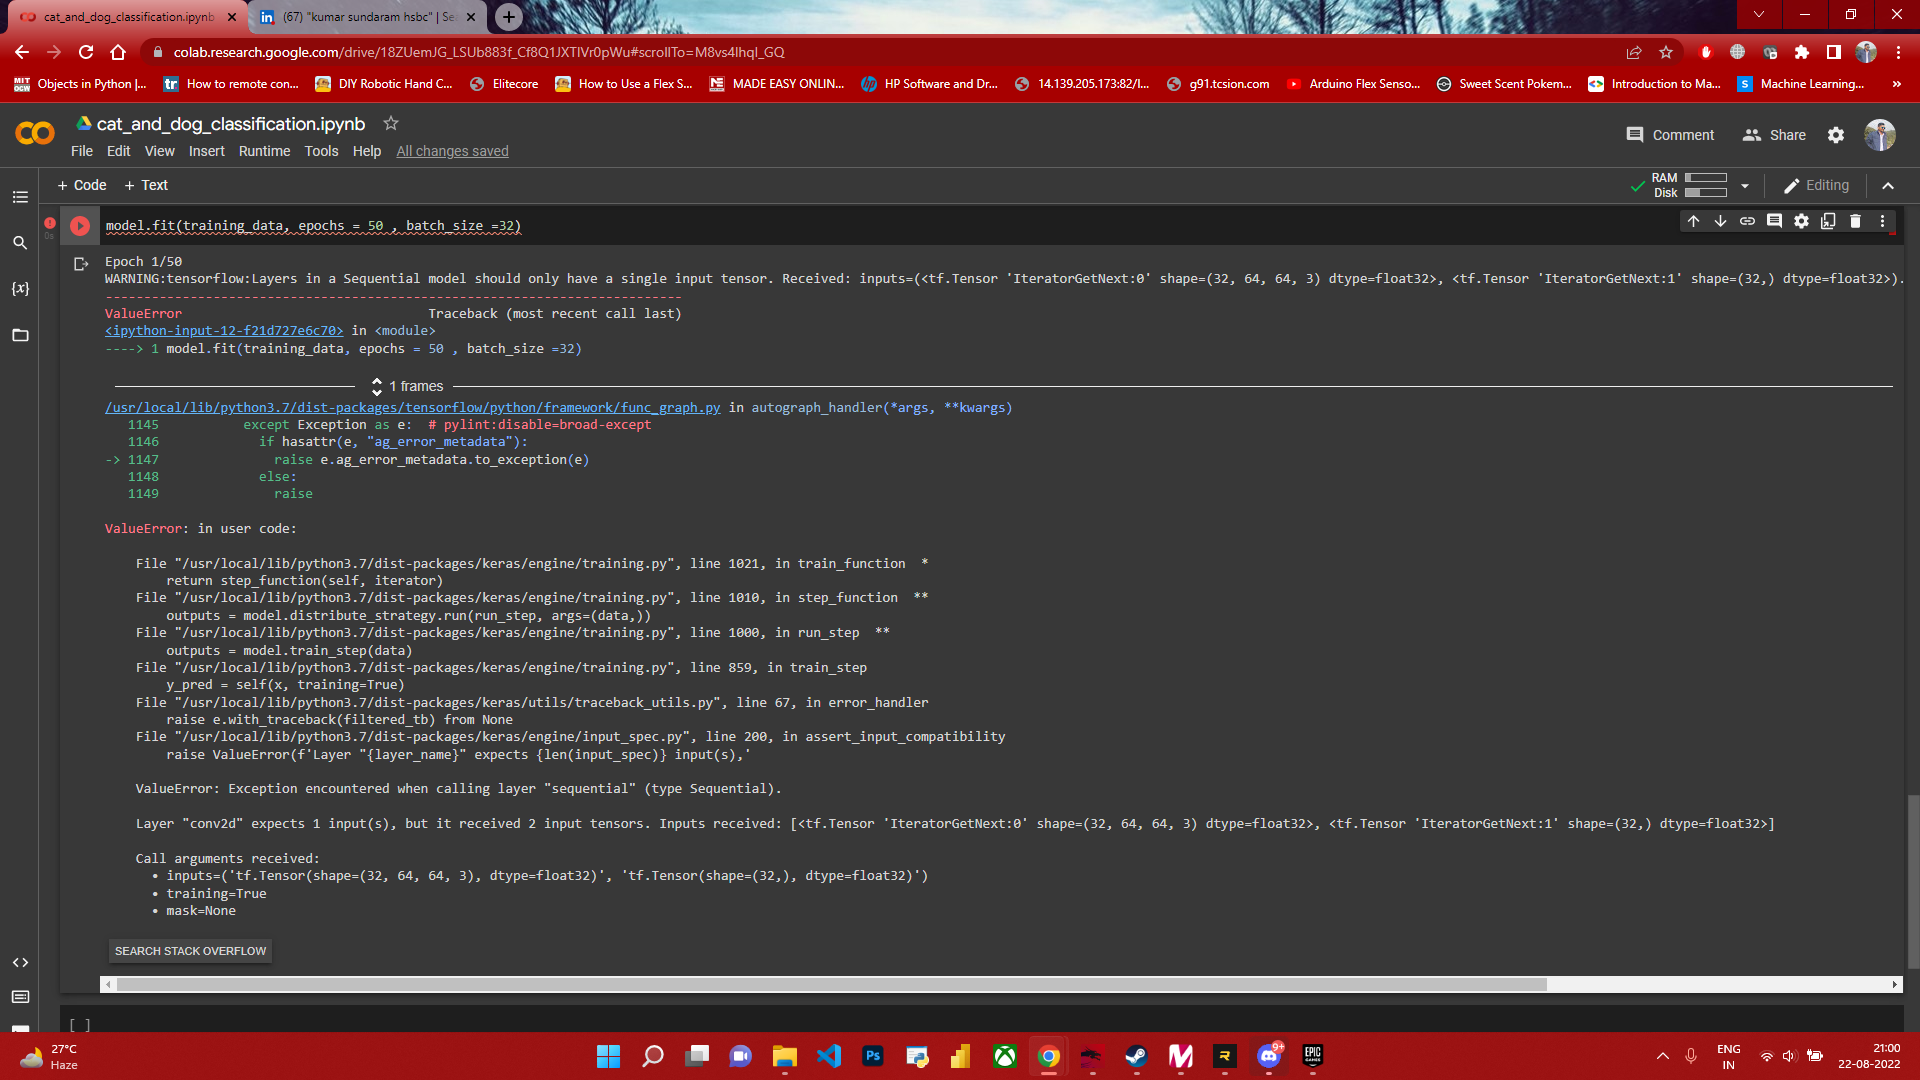 cat_and_dog_classification.ipynb
(67) "kumar sundaram hsbc" | Se
colab.research.google.com/drive/18ZUemJG_LSUb883f_Cf8Q1JXTIVr0pWu#scrollTo=M8vs4lhql_GQ
MIT OCW Objects in Python |... tr How to remote con... DIY Robotic Hand C... Elitecore How to Use a Flex S... MADE EASY ONLIN... HP Software and Dr... 14.139.205.173:82/I... g91.tcsion.com Arduino Flex Senso... Sweet Scent Pokem... Introduction to Ma... Machine Learning... »
cat_and_dog_classification.ipynb
Comment Share
File Edit View Insert Runtime Tools Help All changes saved
+ Code + Text
RAM
Disk
Editing
model.fit(training_data, epochs = 50 , batch_size =32)
0s
Epoch 1/50
WARNING:tensorflow:Layers in a Sequential model should only have a single input tensor. Received: inputs=(<tf.Tensor 'IteratorGetNext:0' shape=(32, 64, 64, 3) dtype=float32>, <tf.Tensor 'IteratorGetNext:1' shape=(32,) dtype=float32>).
---------------------------------------------------------------------------
ValueError Traceback (most recent call last)
<ipython-input-12-f21d727e6c70> in <module>
----> 1 model.fit(training_data, epochs = 50 , batch_size =32)
1 frames
/usr/local/lib/python3.7/dist-packages/tensorflow/python/framework/func_graph.py in autograph_handler(*args, **kwargs)
1145 except Exception as e: # pylint:disable=broad-except
1146 if hasattr(e, "ag_error_metadata"):
-> 1147 raise e.ag_error_metadata.to_exception(e)
1148 else:
1149 raise
ValueError: in user code:
File "/usr/local/lib/python3.7/dist-packages/keras/engine/training.py", line 1021, in train_function *
return step_function(self, iterator)
File "/usr/local/lib/python3.7/dist-packages/keras/engine/training.py", line 1010, in step_function **
outputs = model.distribute_strategy.run(run_step, args=(data,))
File "/usr/local/lib/python3.7/dist-packages/keras/engine/training.py", line 1000, in run_step **
outputs = model.train_step(data)
File "/usr/local/lib/python3.7/dist-packages/keras/engine/training.py", line 859, in train_step
y_pred = self(x, training=True)
File "/usr/local/lib/python3.7/dist-packages/keras/utils/traceback_utils.py", line 67, in error_handler
raise e.with_traceback(filtered_tb) from None
File "/usr/local/lib/python3.7/dist-packages/keras/engine/input_spec.py", line 200, in assert_input_compatibility
raise ValueError(f'Layer "{layer_name}" expects {len(input_spec)} input(s),'
ValueError: Exception encountered when calling layer "sequential" (type Sequential).
Layer "conv2d" expects 1 input(s), but it received 2 input tensors. Inputs received: [<tf.Tensor 'IteratorGetNext:0' shape=(32, 64, 64, 3) dtype=float32>, <tf.Tensor 'IteratorGetNext:1' shape=(32,) dtype=float32>]
Call arguments received:
• inputs=('tf.Tensor(shape=(32, 64, 64, 3), dtype=float32)', 'tf.Tensor(shape=(32,), dtype=float32)')
• training=True
• mask=None
SEARCH STACK OVERFLOW
[ ]
27°C
Haze
Ps
9+
EPIC GAMES
ENG
IN
21:00
22-08-2022